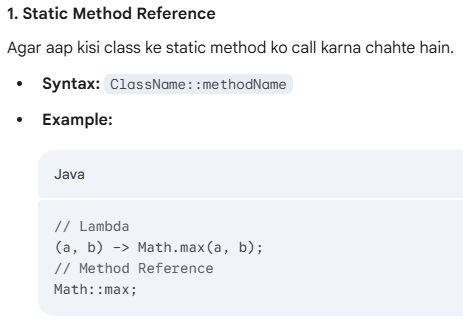 1. Static Method Reference
Agar aap kisi class ke static method ko call karna chahte hain.
• Syntax: ClassName::methodName
• Example:
Java
// Lambda
(a, b) -> Math.max(a, b);
// Method Reference
Math::max;